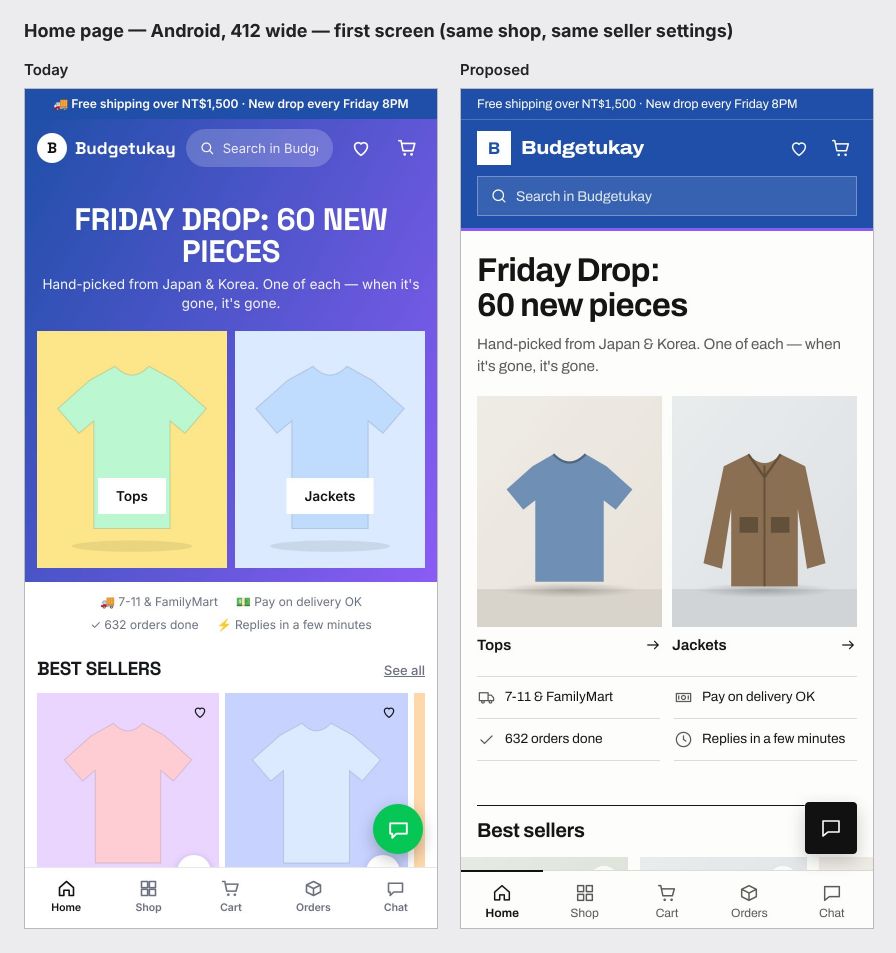 Home page — Android, 412 wide — first screen (same shop, same seller settings)
Today
🚚 Free shipping over NT$1,500 · New drop every Friday 8PM
B Budgetukay
Search in Budg
FRIDAY DROP: 60 NEW
PIECES
Hand-picked from Japan & Korea. One of each — when it's
gone, it's gone.
Tops
Jackets
🚚 7-11 & FamilyMart
💵 Pay on delivery OK
✓ 632 orders done
⚡ Replies in a few minutes
BEST SELLERS
See all
Home
Shop
Cart
Orders
Chat
Proposed
Free shipping over NT$1,500 · New drop every Friday 8PM
B Budgetukay
Search in Budgetukay
Friday Drop:
60 new pieces
Hand-picked from Japan & Korea. One of each — when
it's gone, it's gone.
Tops →
Jackets →
7-11 & FamilyMart
Pay on delivery OK
632 orders done
Replies in a few minutes
Best sellers
Home
Shop
Cart
Orders
Chat